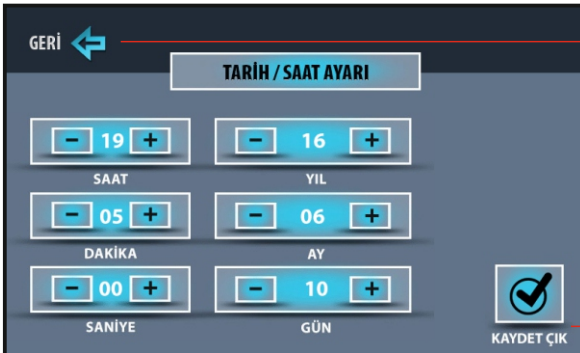 GERİ
TARİH / SAAT AYARI
− 19 + − 16 +
SAAT YIL
− 05 + − 06 +
DAKİKA AY
− 00 + − 10 +
SANİYE GÜN
KAYDET ÇIK